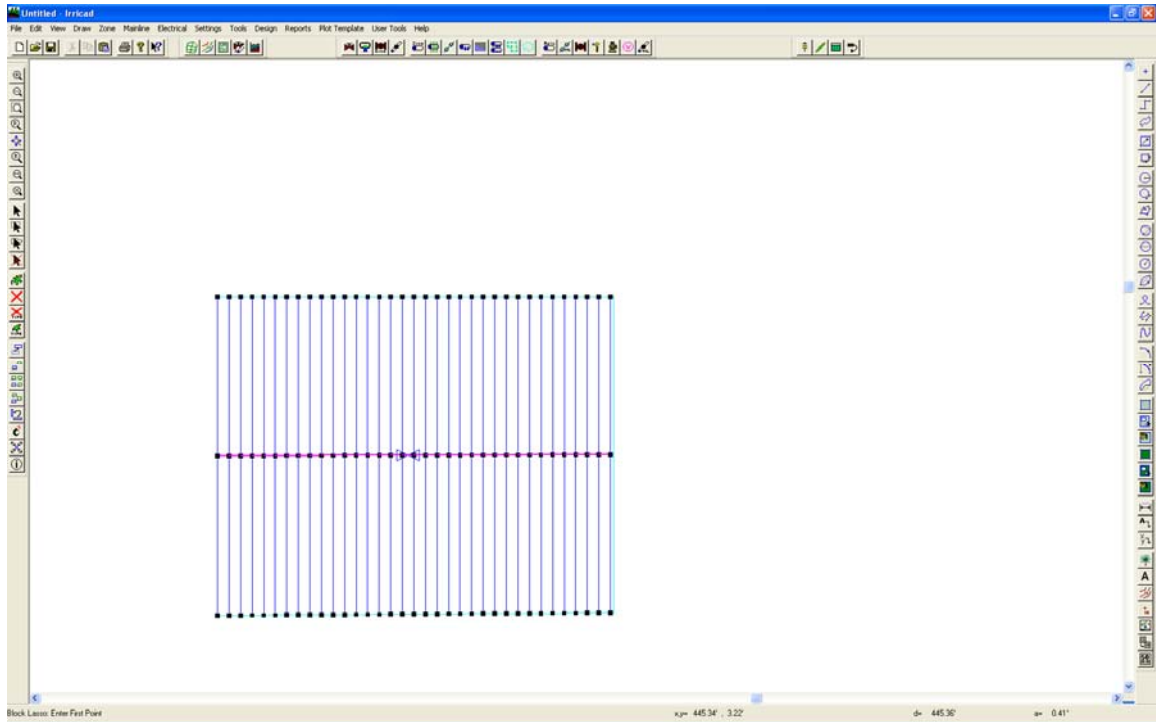 Untitled - Irricad
File Edit View Draw Zone Mainline Electrical Settings Tools Design Reports Plot Template User Tools Help
Block Lasso: Enter First Point x,y= 445.34' , 3.22' d= 445.36' a= 0.41°